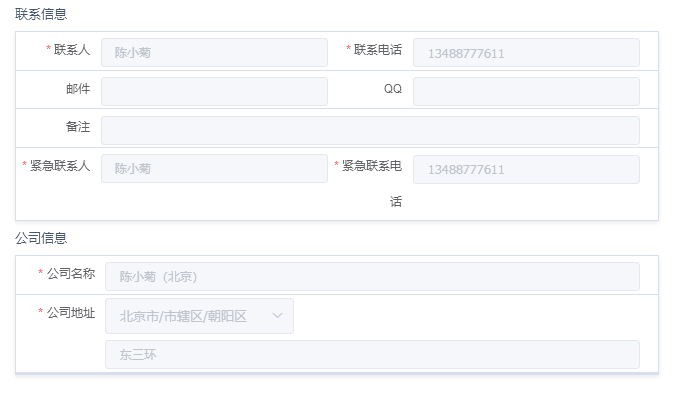 联系信息
* 联系人 陈小菊 * 联系电话 13488777611
邮件 QQ
备注
* 紧急联系人 陈小菊 * 紧急联系电 13488777611
话
公司信息
* 公司名称 陈小菊（北京）
* 公司地址 北京市/市辖区/朝阳区
东三环